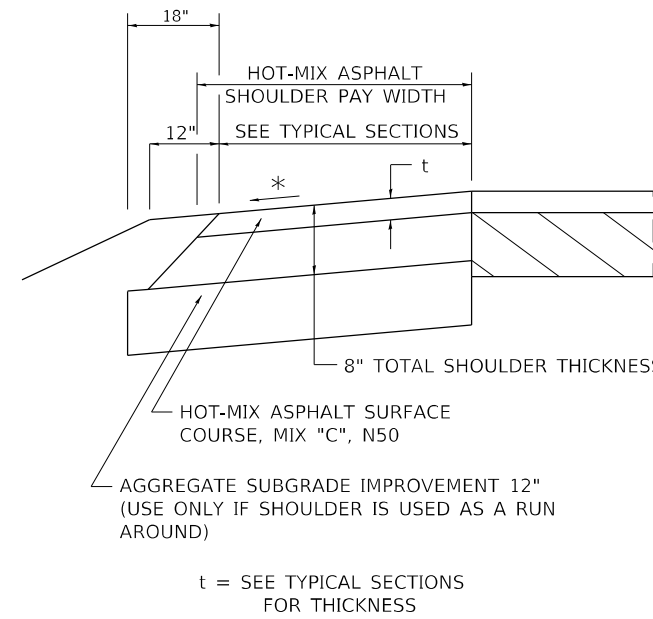 18"
HOT-MIX ASPHALT
SHOULDER PAY WIDTH
12"
SEE TYPICAL SECTIONS
*
t
8" TOTAL SHOULDER THICKNESS
HOT-MIX ASPHALT SURFACE
COURSE, MIX "C", N50
AGGREGATE SUBGRADE IMPROVEMENT 12"
(USE ONLY IF SHOULDER IS USED AS A RUN
AROUND)
t = SEE TYPICAL SECTIONS
FOR THICKNESS